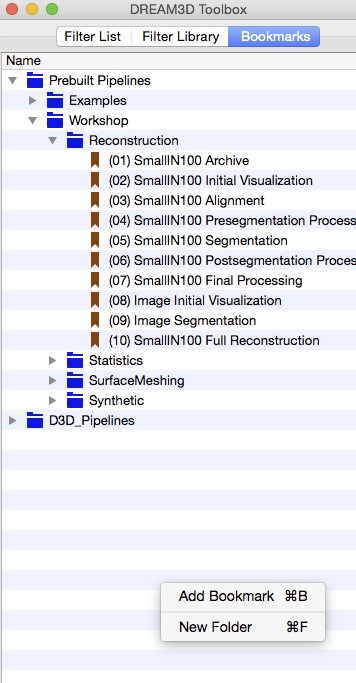 DREAM3D Toolbox
Filter List Filter Library Bookmarks
Name
Prebuilt Pipelines
Examples
Workshop
Reconstruction
(01) SmallIN100 Archive
(02) SmallIN100 Initial Visualization
(03) SmallIN100 Alignment
(04) SmallIN100 Presegmentation Process
(05) SmallIN100 Segmentation
(06) SmallIN100 Postsegmentation Proces
(07) SmallIN100 Final Processing
(08) Image Initial Visualization
(09) Image Segmentation
(10) SmallIN100 Full Reconstruction
Statistics
SurfaceMeshing
Synthetic
D3D_Pipelines
Add Bookmark ⌘B
New Folder ⌘F